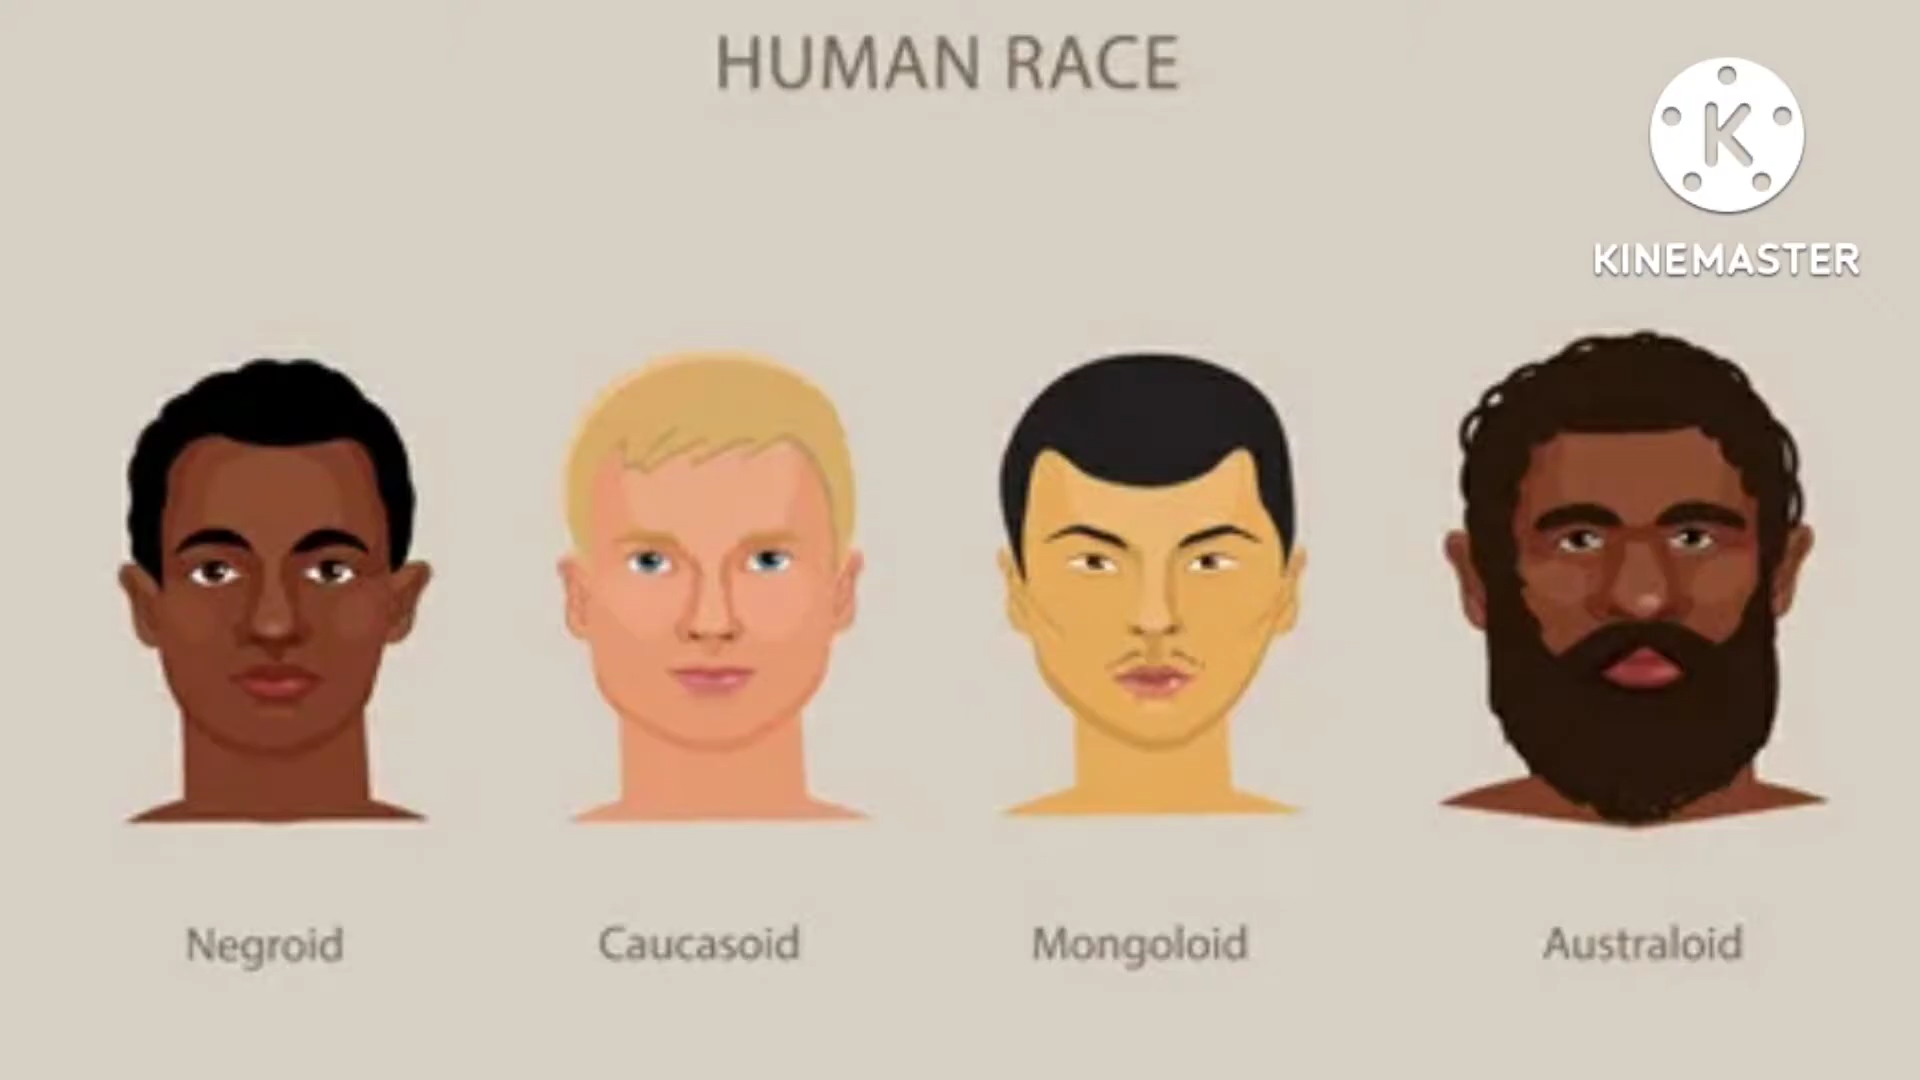 HUMAN RACE
K
KINEMASTER
Negroid
Caucasoid
Mongoloid
Australoid